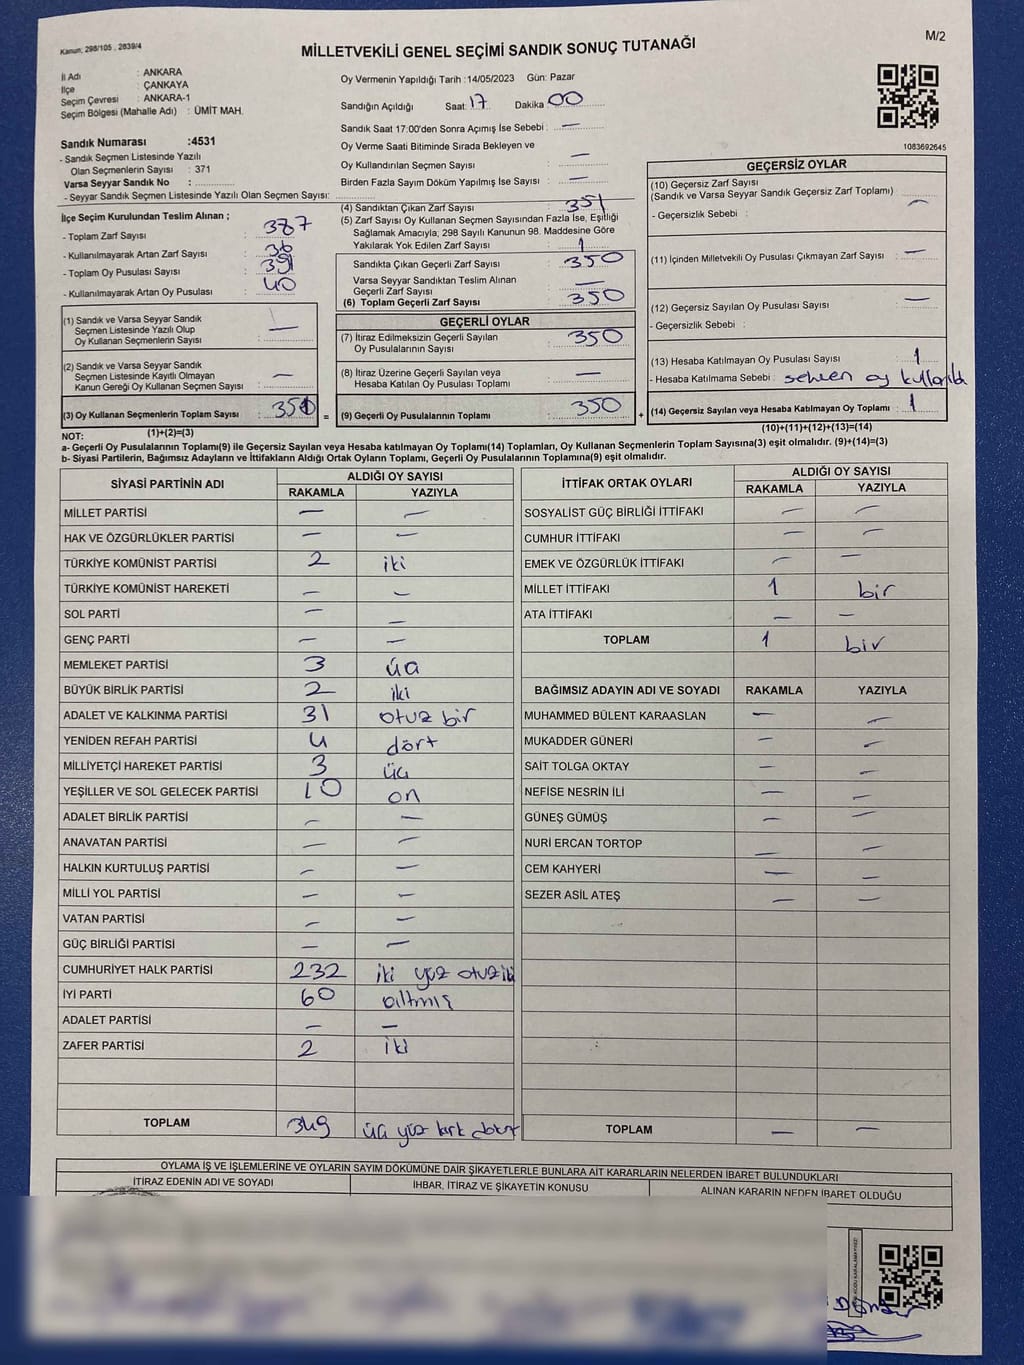 Kanun; 298/105 , 2839/4
M/2
MİLLETVEKİLİ GENEL SEÇİMİ SANDIK SONUÇ TUTANAĞI
İl Adı : ANKARA
İlçe : ÇANKAYA
Seçim Çevresi : ANKARA-1
Seçim Bölgesi (Mahalle Adı) : ÜMİT MAH.
Oy Vermenin Yapıldığı Tarih :14/05/2023 Gün: Pazar
Sandığın Açıldığı Saat 17 Dakika 00
Sandık Saat 17:00'den Sonra Açımış İse Sebebi : —
Oy Verme Saati Bitiminde Sırada Bekleyen ve
Oy Kullandırılan Seçmen Sayısı : —
Birden Fazla Sayım Döküm Yapılmış İse Sayısı : —
1083692645
Sandık Numarası :4531
- Sandık Seçmen Listesinde Yazılı
Olan Seçmenlerin Sayısı : 371
Varsa Seyyar Sandık No :
- Seyyar Sandık Seçmen Listesinde Yazılı Olan Seçmen Sayısı:
İlçe Seçim Kurulundan Teslim Alınan ;
- Toplam Zarf Sayısı : 387
- Kullanılmayarak Artan Zarf Sayısı : 36
- Toplam Oy Pusulası Sayısı : 391
- Kullanılmayarak Artan Oy Pusulası : 40
(1) Sandık ve Varsa Seyyar Sandık
Seçmen Listesinde Yazılı Olup
Oy Kullanan Seçmenlerin Sayısı : —
(2) Sandık ve Varsa Seyyar Sandık
Seçmen Listesinde Kayıtlı Olmayan
Kanun Gereği Oy Kullanan Seçmen Sayısı : —
(3) Oy Kullanan Seçmenlerin Toplam Sayısı : 351 =
(1)+(2)=(3)
(4) Sandıktan Çıkan Zarf Sayısı : 351
(5) Zarf Sayısı Oy Kullanan Seçmen Sayısından Fazla İse, Eşitliği
Sağlamak Amacıyla; 298 Sayılı Kanunun 98. Maddesine Göre
Yakılarak Yok Edilen Zarf Sayısı : 1
Sandıkta Çıkan Geçerli Zarf Sayısı : 350
Varsa Seyyar Sandıktan Teslim Alınan
Geçerli Zarf Sayısı : —
(6) Toplam Geçerli Zarf Sayısı : 350
GEÇERLİ OYLAR
(7) İtiraz Edilmeksizin Geçerli Sayılan
Oy Pusulalarının Sayısı : 350
(8) İtiraz Üzerine Geçerli Sayılan veya
Hesaba Katılan Oy Pusulası Toplamı : —
(9) Geçerli Oy Pusulalarının Toplamı : 350 +
GEÇERSİZ OYLAR
(10) Geçersiz Zarf Sayısı
(Sandık ve Varsa Seyyar Sandık Geçersiz Zarf Toplamı) : —
- Geçersizlik Sebebi :
(11) İçinden Milletvekili Oy Pusulası Çıkmayan Zarf Sayısı : —
(12) Geçersiz Sayılan Oy Pusulası Sayısı : —
- Geçersizlik Sebebi :
(13) Hesaba Katılmayan Oy Pusulası Sayısı : 1
- Hesaba Katılmama Sebebi : sehven oy kullanıldı
(14) Geçersiz Sayılan veya Hesaba Katılmayan Oy Toplamı : 1
(10)+(11)+(12)+(13)=(14)
NOT:
a- Geçerli Oy Pusulalarının Toplamı(9) ile Geçersiz Sayılan veya Hesaba katılmayan Oy Toplamı(14) Toplamları, Oy Kullanan Seçmenlerin Toplam Sayısına(3) eşit olmalıdır. (9)+(14)=(3)
b- Siyasi Partilerin, Bağımsız Adayların ve İttifakların Aldığı Ortak Oyların Toplamı, Geçerli Oy Pusulalarının Toplamına(9) eşit olmalıdır.
SİYASİ PARTİNİN ADI ALDIĞI OY SAYISI
RAKAMLA YAZIYLA
MİLLET PARTİSİ — —
HAK VE ÖZGÜRLÜKLER PARTİSİ — —
TÜRKİYE KOMÜNİST PARTİSİ 2 iki
TÜRKİYE KOMÜNİST HAREKETİ — —
SOL PARTİ — —
GENÇ PARTİ — —
MEMLEKET PARTİSİ 3 üç
BÜYÜK BİRLİK PARTİSİ 2 iki
ADALET VE KALKINMA PARTİSİ 31 otuz bir
YENİDEN REFAH PARTİSİ 4 dört
MİLLİYETÇİ HAREKET PARTİSİ 3 üç
YEŞİLLER VE SOL GELECEK PARTİSİ 10 on
ADALET BİRLİK PARTİSİ — —
ANAVATAN PARTİSİ — —
HALKIN KURTULUŞ PARTİSİ — —
MİLLİ YOL PARTİSİ — —
VATAN PARTİSİ — —
GÜÇ BİRLİĞİ PARTİSİ — —
CUMHURİYET HALK PARTİSİ 232 iki yüz otuz iki
İYİ PARTİ 60 altmış
ADALET PARTİSİ — —
ZAFER PARTİSİ 2 iki
TOPLAM 349 üç yüz kırk dokuz
İTTİFAK ORTAK OYLARI ALDIĞI OY SAYISI
RAKAMLA YAZIYLA
SOSYALİST GÜÇ BİRLİĞİ İTTİFAKI — —
CUMHUR İTTİFAKI — —
EMEK VE ÖZGÜRLÜK İTTİFAKI — —
MİLLET İTTİFAKI 1 bir
ATA İTTİFAKI — —
TOPLAM 1 bir
BAĞIMSIZ ADAYIN ADI VE SOYADI RAKAMLA YAZIYLA
MUHAMMED BÜLENT KARAASLAN — —
MUKADDER GÜNERİ — —
SAİT TOLGA OKTAY — —
NEFİSE NESRİN İLİ — —
GÜNEŞ GÜMÜŞ — —
NURİ ERCAN TORTOP — —
CEM KAHYERİ — —
SEZER ASİL ATEŞ — —
TOPLAM — —
OYLAMA İŞ VE İŞLEMLERİNE VE OYLARIN SAYIM DÖKÜMÜNE DAİR ŞİKAYETLERLE BUNLARA AİT KARARLARIN NELERDEN İBARET BULUNDUKLARI
İTİRAZ EDENİN ADI VE SOYADI İHBAR, İTİRAZ VE ŞİKAYETİN KONUSU ALINAN KARARIN NEDEN İBARET OLDUĞU